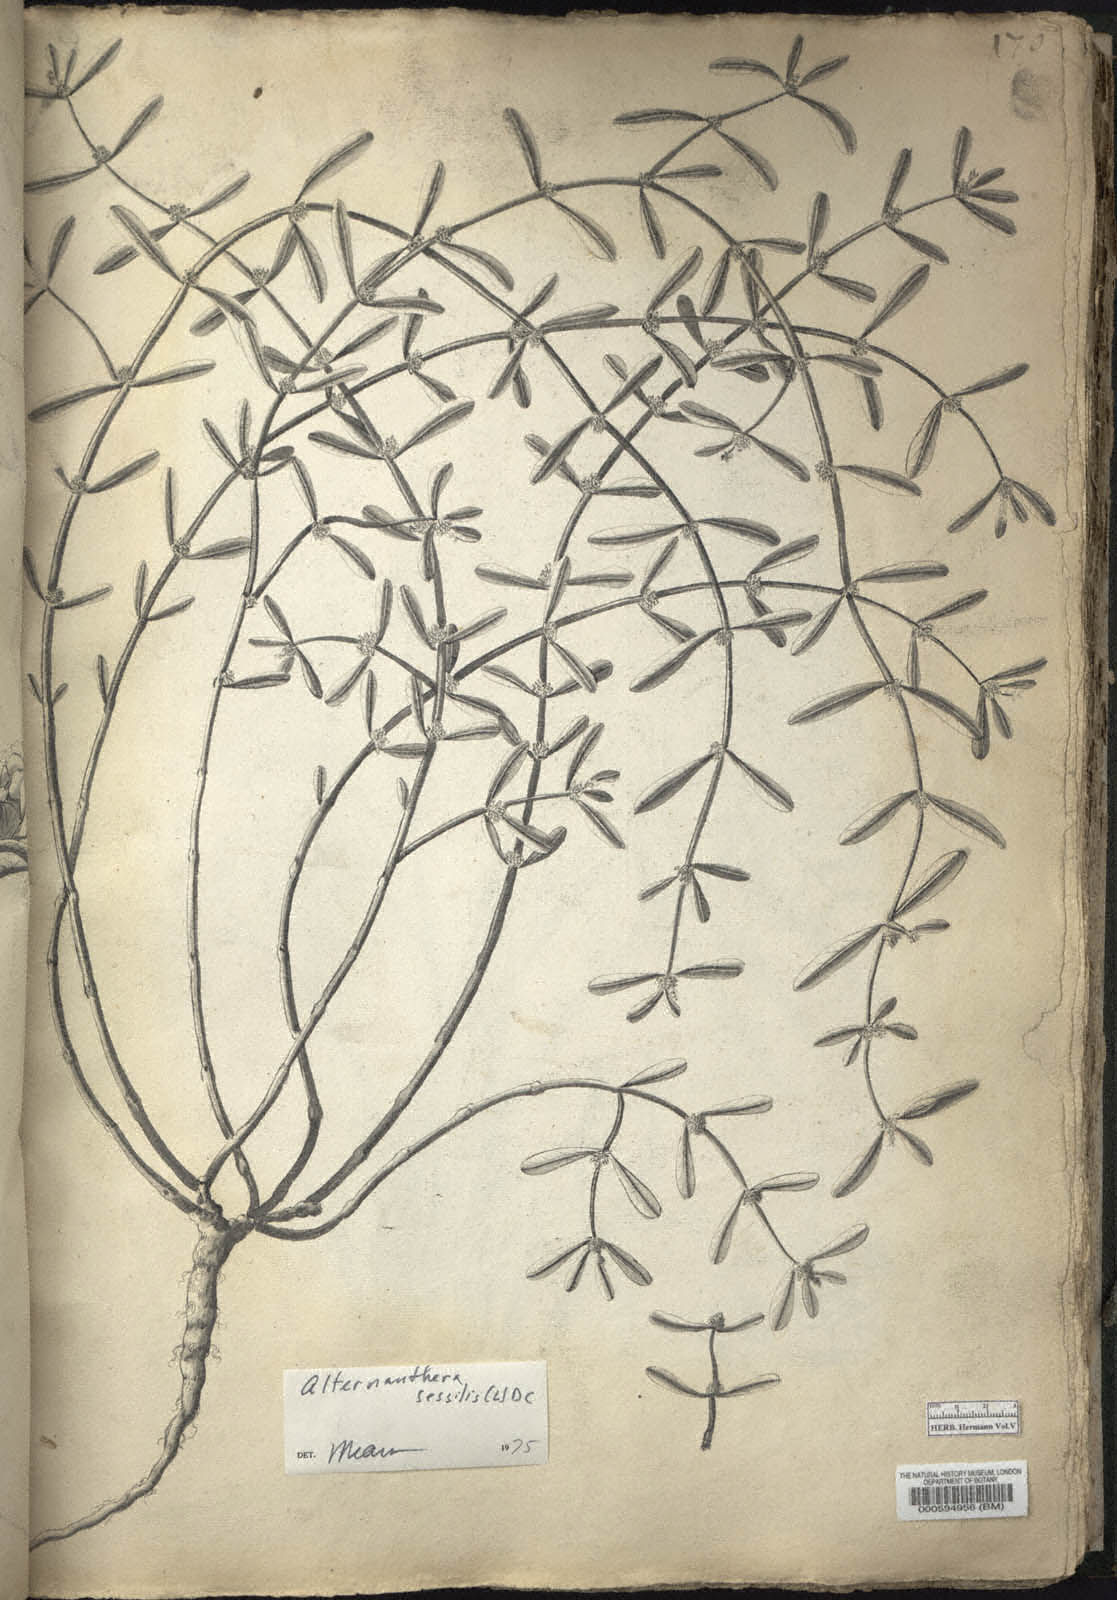 170
Alternanthera
sessilis (L) DC
DET. Mears 1975
HERB. Hermann Vol.V
THE NATURAL HISTORY MUSEUM, LONDON
DEPARTMENT OF BOTANY
000594956 (BM)